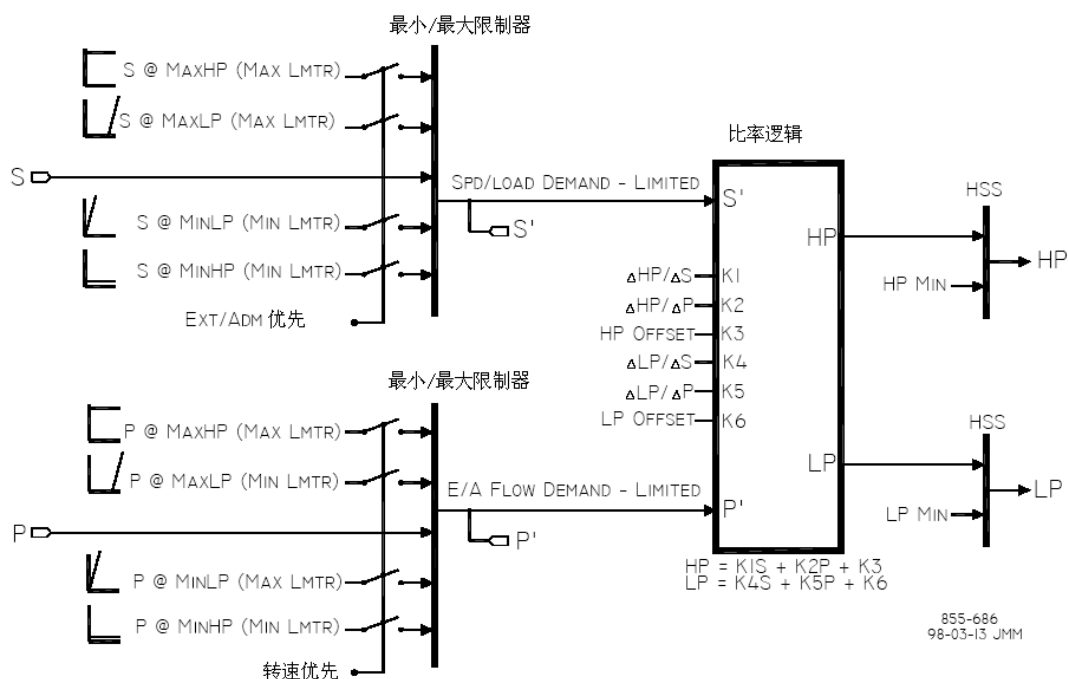 最小/最大限制器
S @ MAXHP (MAX LMTR)
S @ MAXLP (MAX LMTR)
S
S @ MINLP (MIN LMTR)
S @ MINHP (MIN LMTR)
EXT/ADM 优先
SPD/LOAD DEMAND - LIMITED
S'
最小/最大限制器
P @ MAXHP (MAX LMTR)
P @ MAXLP (MIN LMTR)
P
P @ MINLP (MAX LMTR)
P @ MINHP (MIN LMTR)
转速优先
E/A FLOW DEMAND - LIMITED
P'
比率逻辑
S'
HP
ΔHP/ΔS K1
ΔHP/ΔP K2
HP OFFSET K3
ΔLP/ΔS K4
ΔLP/ΔP K5
LP OFFSET K6
LP
P'
HP = K1S + K2P + K3
LP = K4S + K5P + K6
HSS
HP
HP MIN
HSS
LP
LP MIN
855-686
98-03-13 JMM